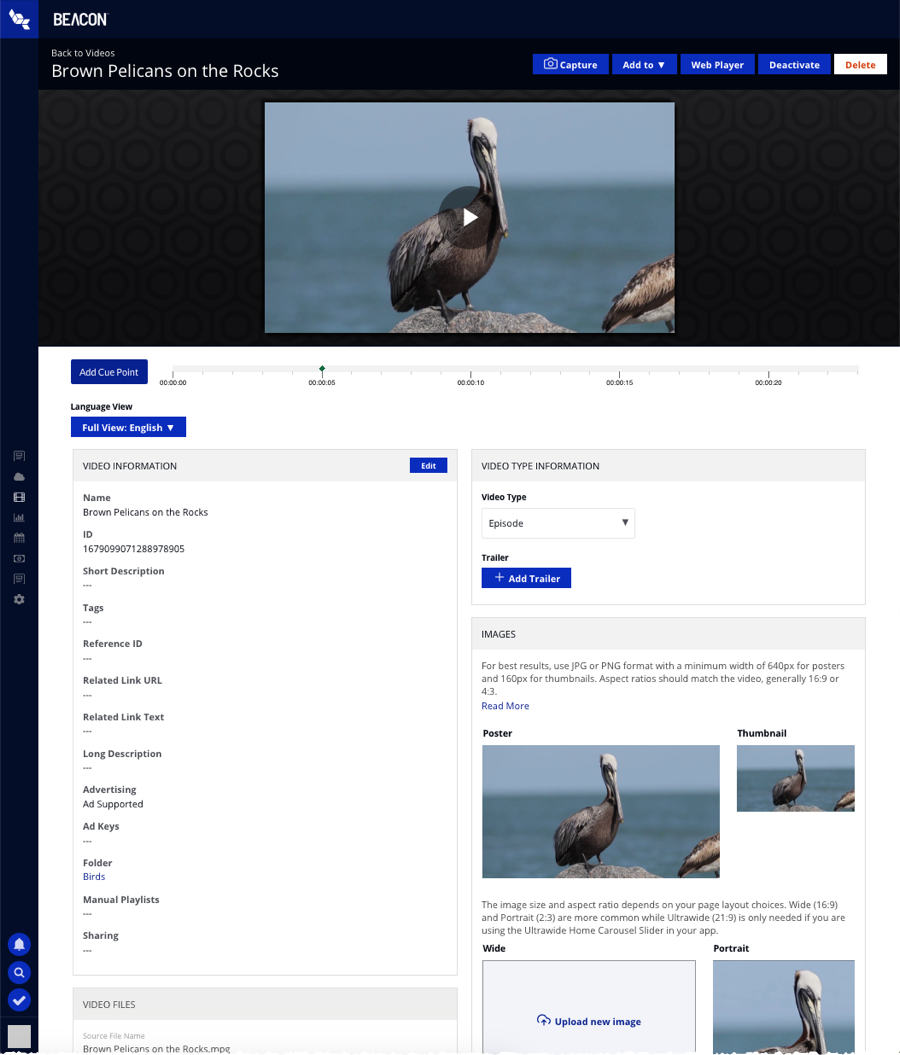 BEACON
Back to Videos
Brown Pelicans on the Rocks
Capture
Add to ▼
Web Player
Deactivate
Delete
Add Cue Point
00:00:00
00:00:05
00:00:10
00:00:15
00:00:20
Language View
Full View: English ▼
VIDEO INFORMATION
Edit
Name
Brown Pelicans on the Rocks
ID
1679099071288978905
Short Description
---
Tags
---
Reference ID
---
Related Link URL
---
Related Link Text
---
Long Description
---
Advertising
Ad Supported
Ad Keys
---
Folder
Birds
Manual Playlists
---
Sharing
---
VIDEO FILES
Source File Name
Brown Pelicans on the Rocks.mpg
VIDEO TYPE INFORMATION
Video Type
Episode
Trailer
+ Add Trailer
IMAGES
For best results, use JPG or PNG format with a minimum width of 640px for posters
and 160px for thumbnails. Aspect ratios should match the video, generally 16:9 or
4:3.
Read More
Poster
Thumbnail
The image size and aspect ratio depends on your page layout choices. Wide (16:9)
and Portrait (2:3) are more common while Ultrawide (21:9) is only needed if you are
using the Ultrawide Home Carousel Slider in your app.
Wide
Portrait
Upload new image